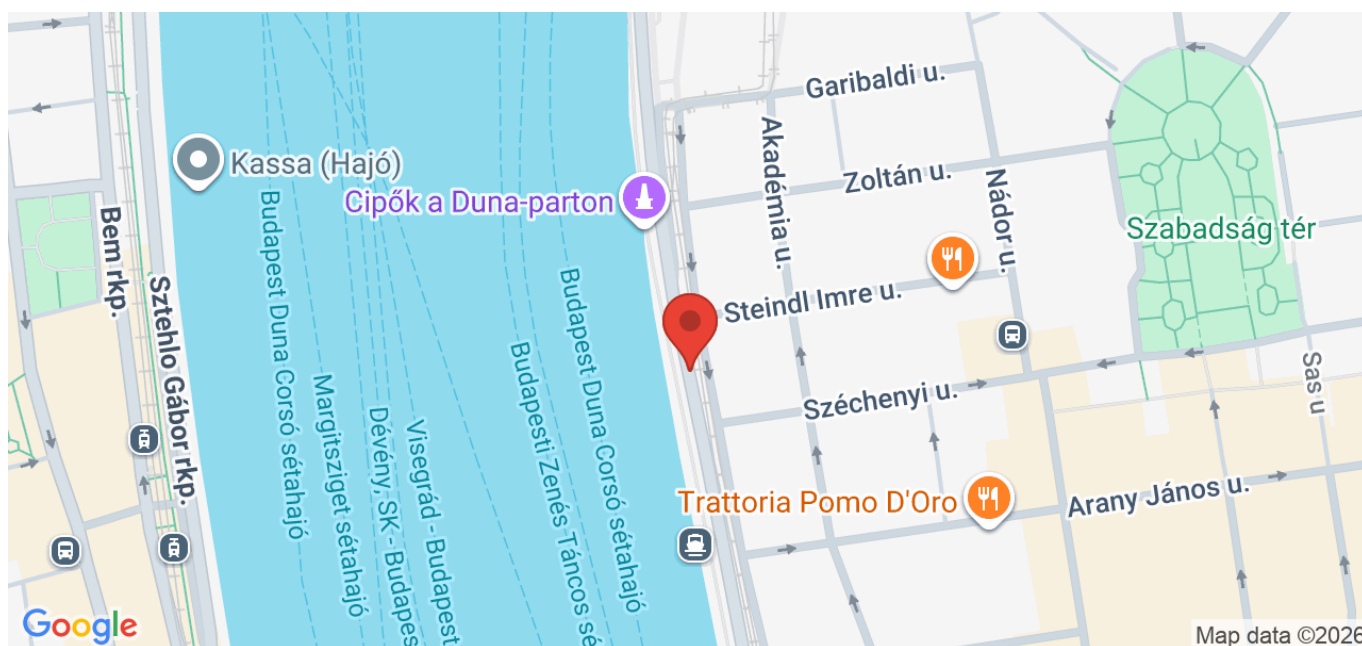 Garibaldi u.
Akadémia u.
Kassa (Hajó)
Zoltán u.
Nádor u.
Cipők a Duna-parton
Szabadság tér
Bem rkp.
Sztehlo Gábor rkp.
Budapest Duna Corsó sétahajó
Margitsziget sétahajó
Dévény, SK - Budapes
Visegrád - Budapest
Budapesti Zenés Táncos sé
Budapest Duna Corsó sétahajó
Steindl Imre u.
Széchenyi u.
Sas u
Trattoria Pomo D'Oro
Arany János u.
Google
Map data ©2026